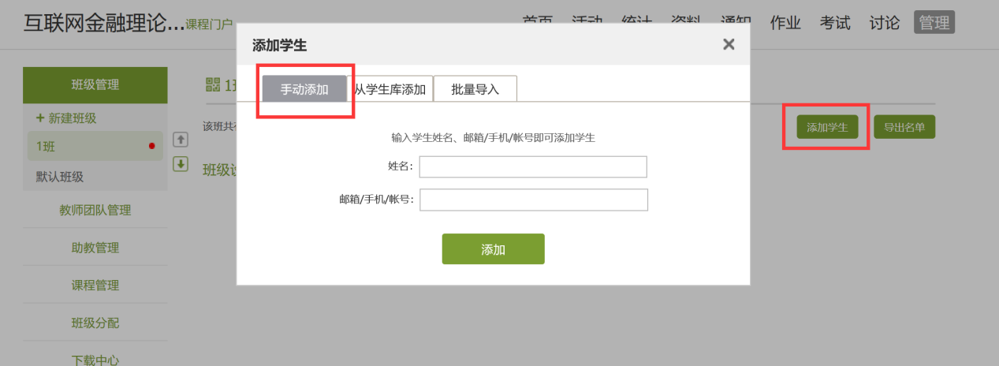 互联网金融理论...课程门户 首页 活动 统计 资料 通知 作业 考试 讨论 管理
添加学生
班级管理
1
手动添加 从学生库添加 批量导入
+ 新建班级
该班共
添加学生 导出名单
1班
输入学生姓名、邮箱/手机/帐号即可添加学生
姓名:
默认班级
班级
邮箱/手机/帐号:
教师团队管理
助教管理
添加
课程管理
班级分配
下载中心